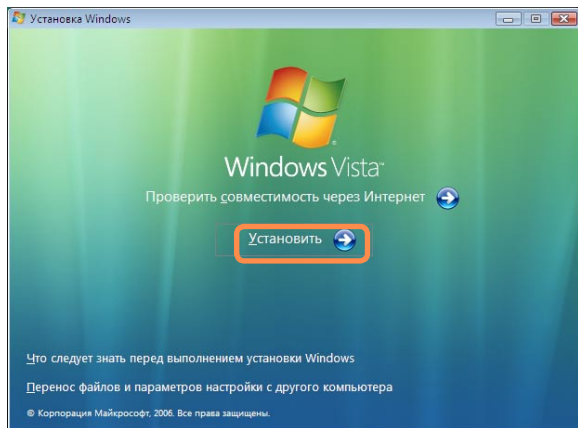 Установка Windows
Windows Vista™
Проверить совместимость через Интернет
Установить
Что следует знать перед выполнением установки Windows
Перенос файлов и параметров настройки с другого компьютера
© Корпорация Майкрософт, 2006. Все права защищены.